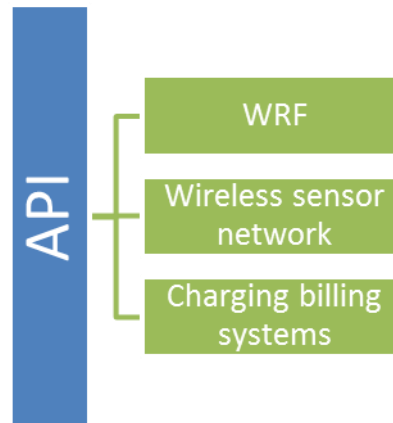 API
WRF
Wireless sensor
network
Charging billing
systems